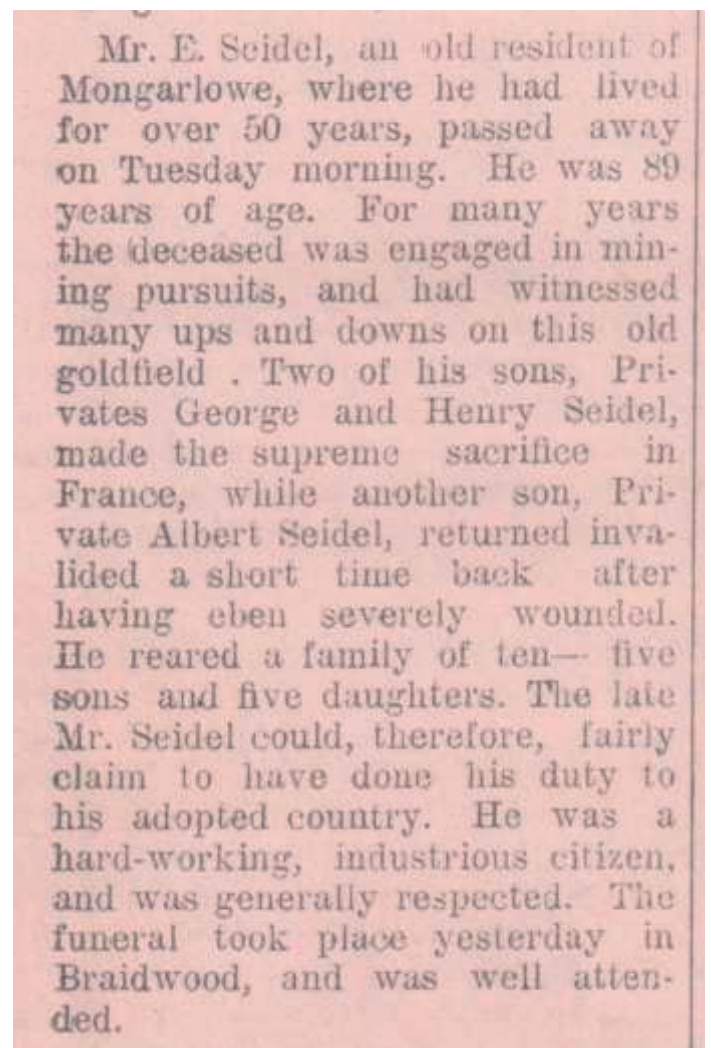 Mr. E. Seidel, an old resident of
Mongarlowe, where he had lived
for over 50 years, passed away
on Tuesday morning. He was 89
years of age. For many years
the deceased was engaged in min-
ing pursuits, and had witnessed
many ups and downs on this old
goldfield . Two of his sons, Pri-
vates George and Henry Seidel,
made the supreme sacrifice in
France, while another son, Pri-
vate Albert Seidel, returned inva-
lided a short time back after
having eben severely wounded.
He reared a family of ten— five
sons and five daughters. The late
Mr. Seidel could, therefore, fairly
claim to have done his duty to
his adopted country. He was a
hard-working, industrious citizen,
and was generally respected. The
funeral took place yesterday in
Braidwood, and was well atten-
ded.